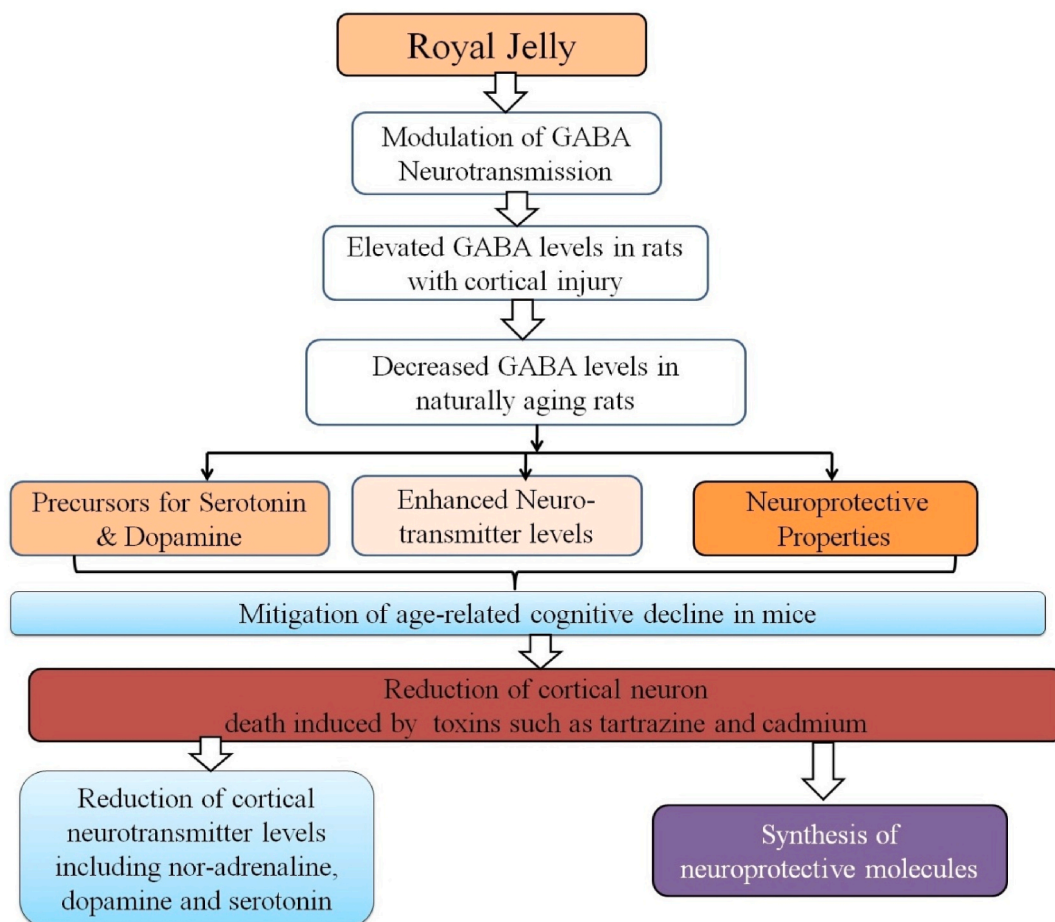 Royal Jelly
Modulation of GABA
Neurotransmission
Elevated GABA levels in rats
with cortical injury
Decreased GABA levels in
naturally aging rats
Precursors for Serotonin
& Dopamine
Enhanced Neuro-
transmitter levels
Neuroprotective
Properties
Mitigation of age-related cognitive decline in mice
Reduction of cortical neuron
death induced by toxins such as tartrazine and cadmium
Reduction of cortical
neurotransmitter levels
including nor-adrenaline,
dopamine and serotonin
Synthesis of
neuroprotective molecules